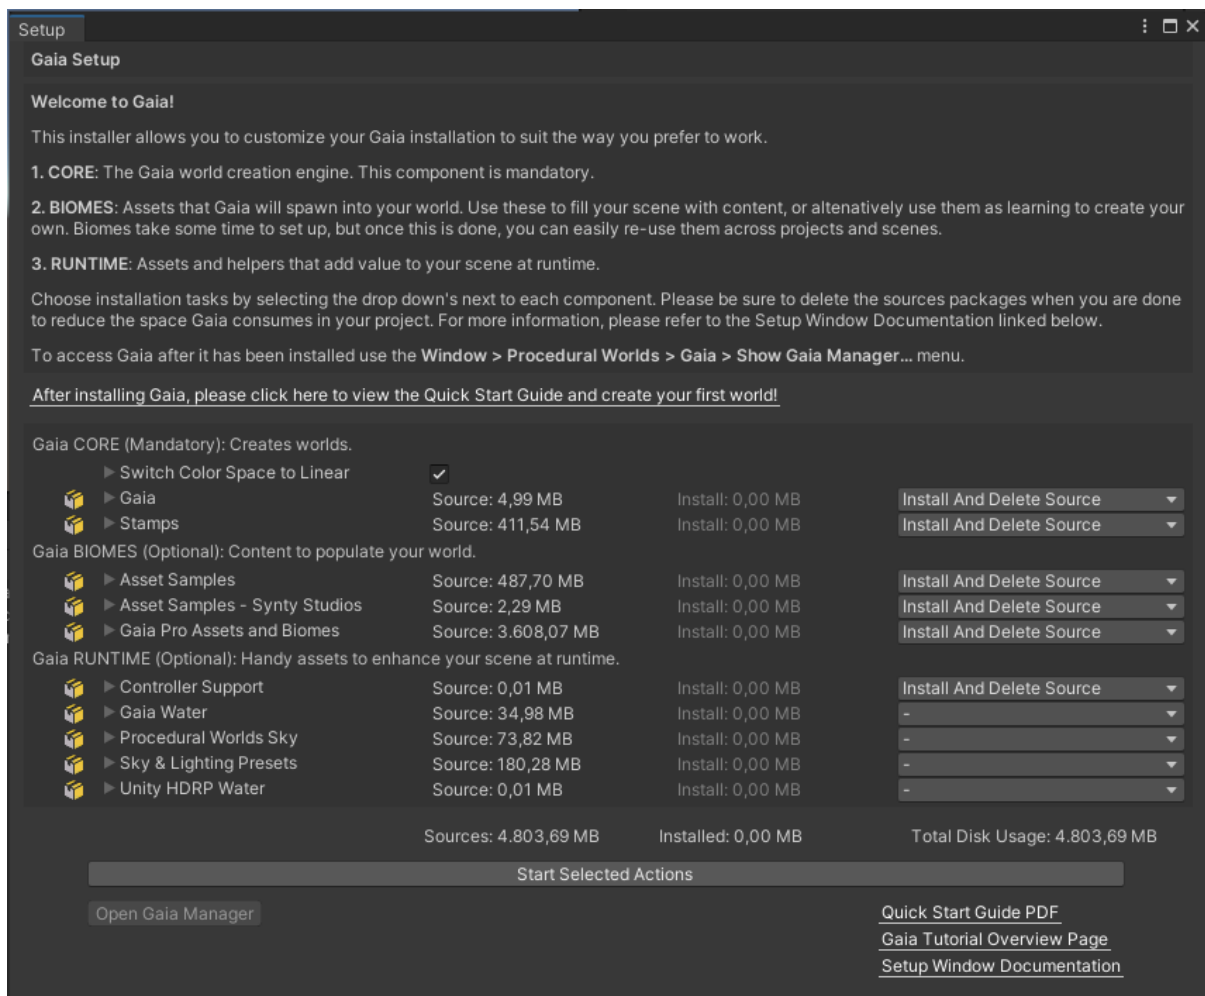 Setup
Gaia Setup
Welcome to Gaia!
This installer allows you to customize your Gaia installation to suit the way you prefer to work.
1. CORE: The Gaia world creation engine. This component is mandatory.
2. BIOMES: Assets that Gaia will spawn into your world. Use these to fill your scene with content, or altenatively use them as learning to create your
own. Biomes take some time to set up, but once this is done, you can easily re-use them across projects and scenes.
3. RUNTIME: Assets and helpers that add value to your scene at runtime.
Choose installation tasks by selecting the drop down's next to each component. Please be sure to delete the sources packages when you are done
to reduce the space Gaia consumes in your project. For more information, please refer to the Setup Window Documentation linked below.
To access Gaia after it has been installed use the Window > Procedural Worlds > Gaia > Show Gaia Manager... menu.
After installing Gaia, please click here to view the Quick Start Guide and create your first world!
Gaia CORE (Mandatory): Creates worlds.
Switch Color Space to Linear
Gaia Source: 4,99 MB Install: 0,00 MB Install And Delete Source
Stamps Source: 411,54 MB Install: 0,00 MB Install And Delete Source
Gaia BIOMES (Optional): Content to populate your world.
Asset Samples Source: 487,70 MB Install: 0,00 MB Install And Delete Source
Asset Samples - Synty Studios Source: 2,29 MB Install: 0,00 MB Install And Delete Source
Gaia Pro Assets and Biomes Source: 3.608,07 MB Install: 0,00 MB Install And Delete Source
Gaia RUNTIME (Optional): Handy assets to enhance your scene at runtime.
Controller Support Source: 0,01 MB Install: 0,00 MB Install And Delete Source
Gaia Water Source: 34,98 MB Install: 0,00 MB -
Procedural Worlds Sky Source: 73,82 MB Install: 0,00 MB -
Sky & Lighting Presets Source: 180,28 MB Install: 0,00 MB -
Unity HDRP Water Source: 0,01 MB Install: 0,00 MB -
Sources: 4.803,69 MB Installed: 0,00 MB Total Disk Usage: 4.803,69 MB
Start Selected Actions
Open Gaia Manager
Quick Start Guide PDF
Gaia Tutorial Overview Page
Setup Window Documentation